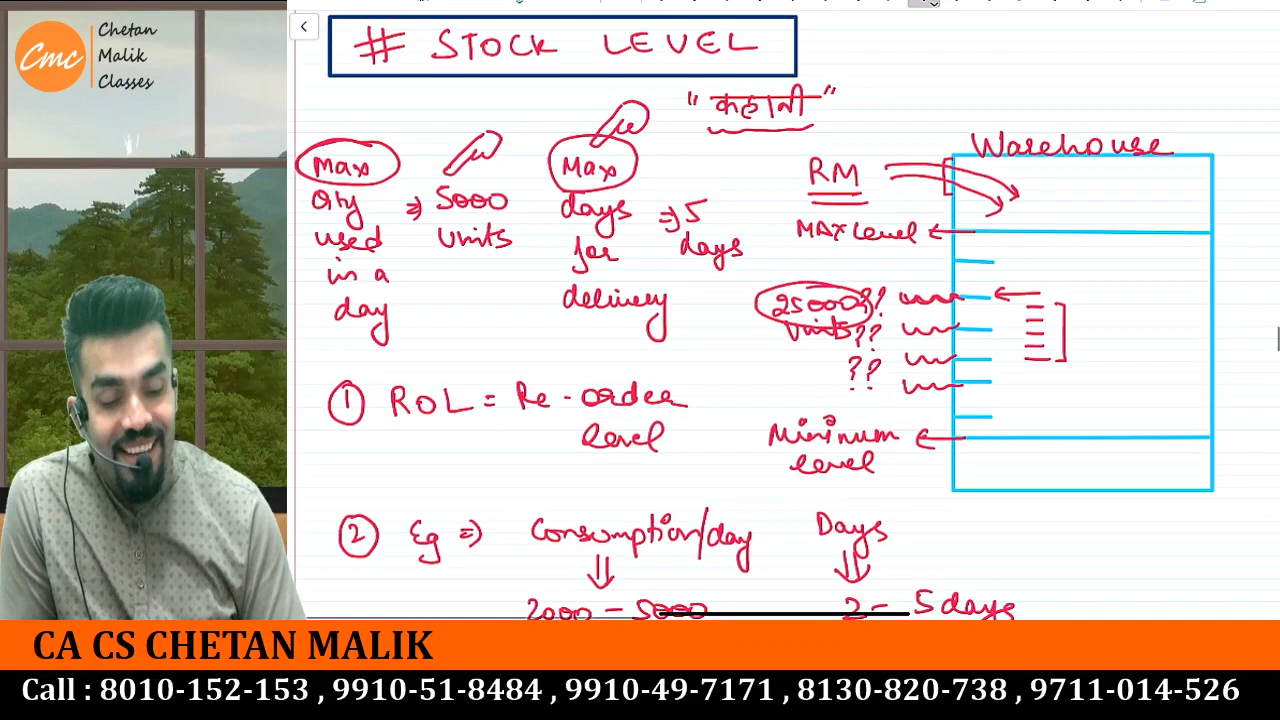 Cmc
Chetan
Malik
Classes
# STOCK LEVEL
" कहानी "
Max
Qty
used
in a
day
⇒ 5000
units
Max
days
for
delivery
⇒ 5
days
Warehouse
RM
MAX level
25000 ??
units ??
??
Minimum
level
① ROL = Re-order
level
② Eg ⇒ Consumption/day Days
2000 - 5000 2 - 5 days
CA CS CHETAN MALIK
Call : 8010-152-153 , 9910-51-8484 , 9910-49-7171 , 8130-820-738 , 9711-014-526